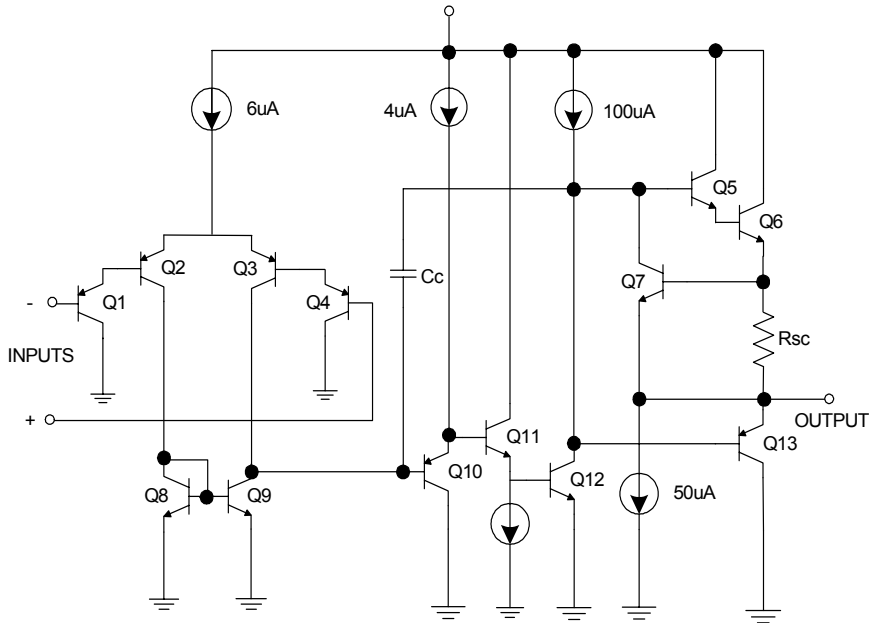 6uA
4uA
100uA
Q5
Q6
Q2
Q3
Q7
Cc
Q1
Q4
-
Rsc
INPUTS
+
OUTPUT
Q11
Q13
Q10
Q12
Q8
Q9
50uA